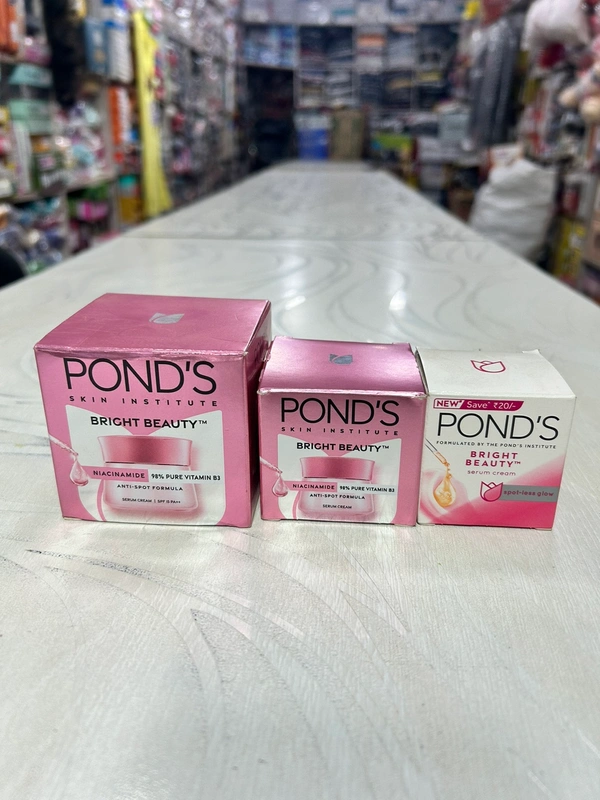 POND'S
SKIN INSTITUTE
BRIGHT BEAUTY™
NIACINAMIDE 98% PURE VITAMIN B3
ANTI-SPOT FORMULA
SERUM CREAM | SPF 15 PA++
POND'S
SKIN INSTITUTE
BRIGHT BEAUTY™
NIACINAMIDE 98% PURE VITAMIN B3
ANTI-SPOT FORMULA
SERUM CREAM
NEW Save* ₹20/-
POND'S
FORMULATED BY THE POND'S INSTITUTE
BRIGHT
BEAUTY™
serum cream
spot-less glow